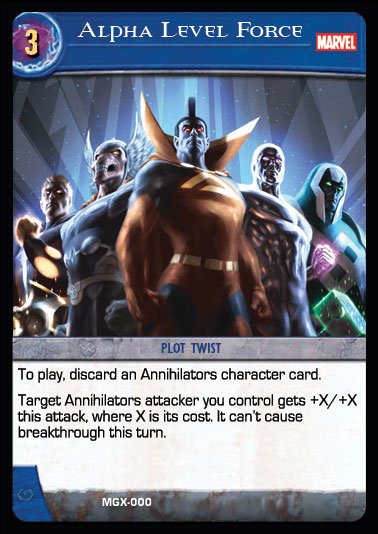 3
Alpha Level Force
MARVEL
PLOT TWIST
To play, discard an Annihilators character card.
Target Annihilators attacker you control gets +X/+X
this attack, where X is its cost. It can't cause
breakthrough this turn.
MGX-000